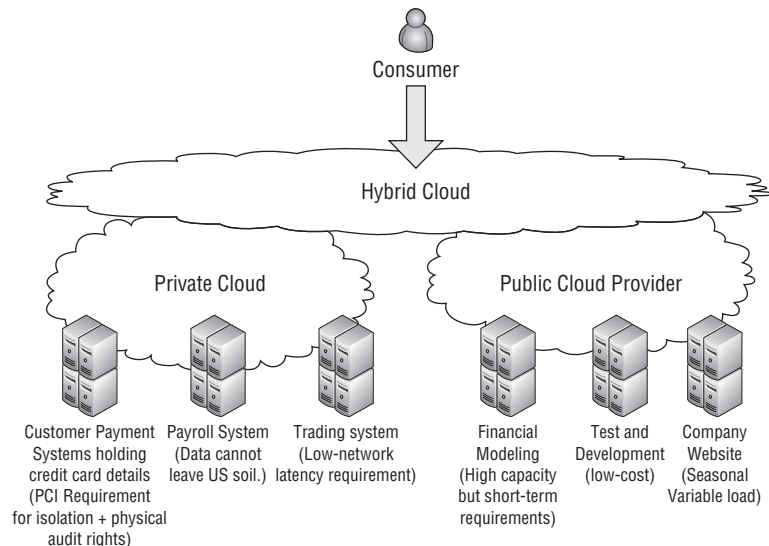 Consumer
Hybrid Cloud
Private Cloud
Public Cloud Provider
Customer Payment
Systems holding
credit card details
(PCI Requirement
for isolation + physical
audit rights)
Payroll System
(Data cannot
leave US soil.)
Trading system
(Low-network
latency requirement)
Financial
Modeling
(High capacity
but short-term
requirements)
Test and
Development
(low-cost)
Company
Website
(Seasonal
Variable load)